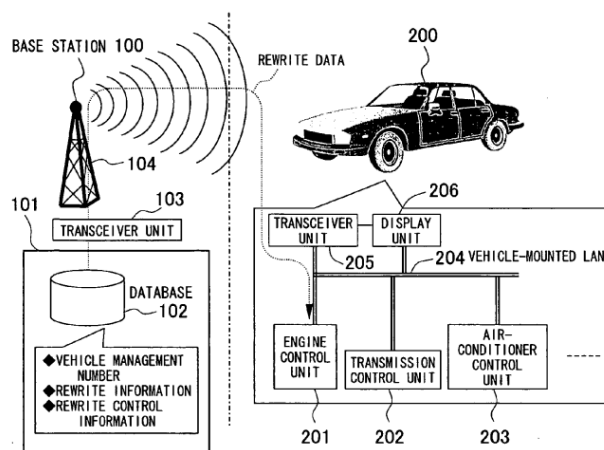 BASE STATION 100
REWRITE DATA
200
104
103
101
TRANSCEIVER UNIT
DATABASE
102
◆VEHICLE MANAGEMENT
NUMBER
◆REWRITE INFORMATION
◆REWRITE CONTROL
INFORMATION
206
TRANSCEIVER
UNIT
DISPLAY
UNIT
205
204 VEHICLE-MOUNTED LAN
ENGINE
CONTROL
UNIT
TRANSMISSION
CONTROL UNIT
AIR-
CONDITIONER
CONTROL
UNIT
201
202
203